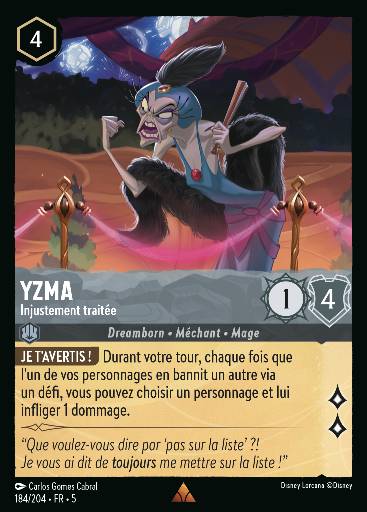 4
YZMA
Injustement traitée
1
4
Dreamborn • Méchant • Mage
JE T'AVERTIS ! Durant votre tour, chaque fois que
l'un de vos personnages en bannit un autre via
un défi, vous pouvez choisir un personnage et lui
infliger 1 dommage.
“Que voulez-vous dire par ‘pas sur la liste’ ?!
Je vous ai dit de toujours me mettre sur la liste !”
Carlos Gomes Cabral
Disney Lorcana ©Disney
184/204 • FR • 5